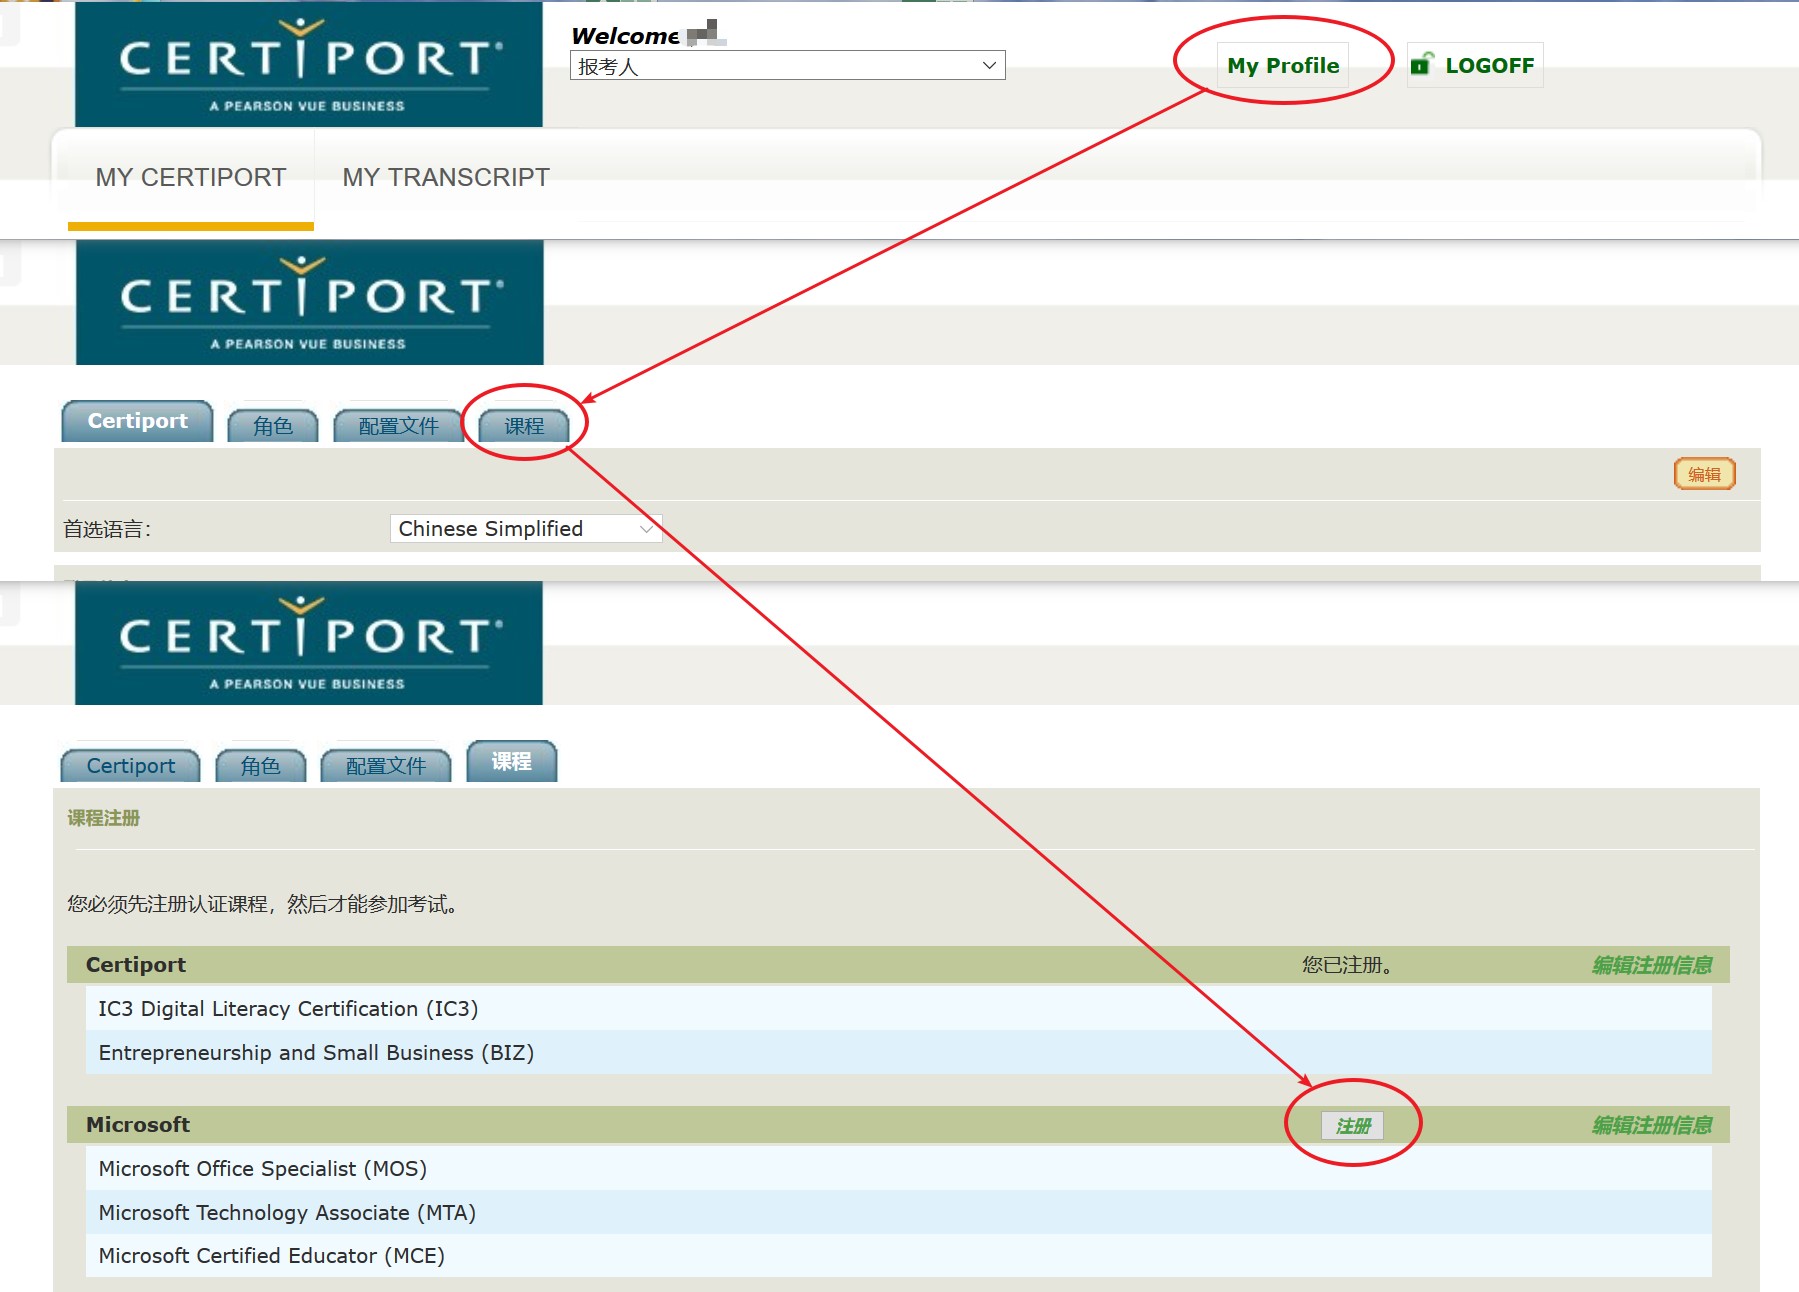 CERTIPORT®
A PEARSON VUE BUSINESS
Welcome
报考人
My Profile
LOGOFF
MY CERTIPORT
MY TRANSCRIPT
CERTIPORT®
A PEARSON VUE BUSINESS
Certiport
角色
配置文件
课程
编辑
首选语言：
Chinese Simplified
CERTIPORT®
A PEARSON VUE BUSINESS
Certiport
角色
配置文件
课程
课程注册
您必须先注册认证课程，然后才能参加考试。
Certiport 您已注册。 编辑注册信息
IC3 Digital Literacy Certification (IC3)
Entrepreneurship and Small Business (BIZ)
Microsoft 注册 编辑注册信息
Microsoft Office Specialist (MOS)
Microsoft Technology Associate (MTA)
Microsoft Certified Educator (MCE)